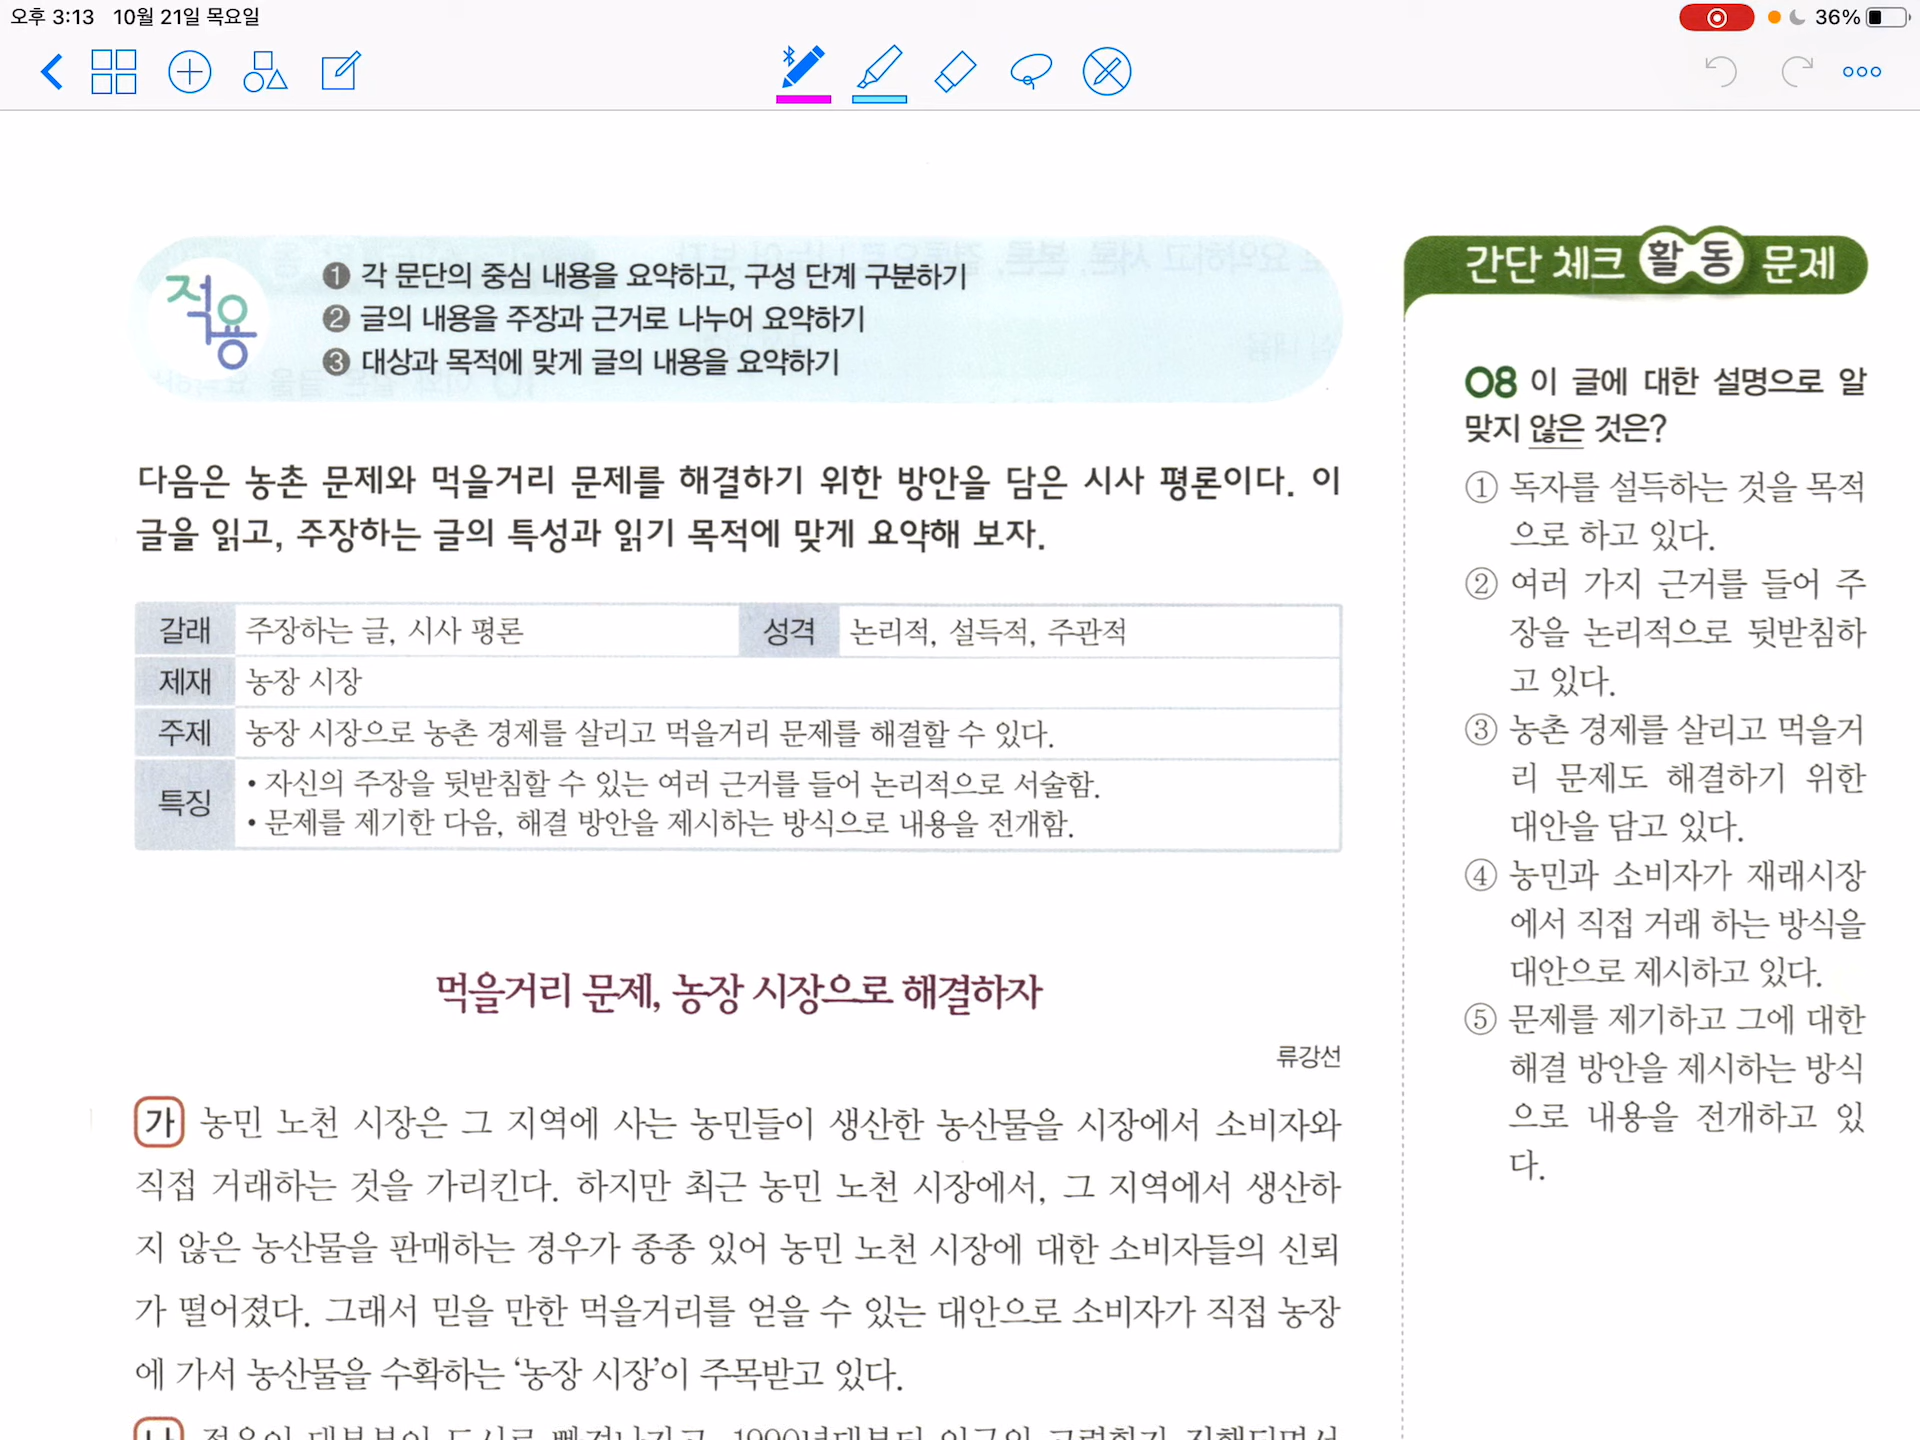 오후 3:13 10월 21일 목요일
36%
적용
① 각 문단의 중심 내용을 요약하고, 구성 단계 구분하기
② 글의 내용을 주장과 근거로 나누어 요약하기
③ 대상과 목적에 맞게 글의 내용을 요약하기
다음은 농촌 문제와 먹을거리 문제를 해결하기 위한 방안을 담은 시사 평론이다. 이
글을 읽고, 주장하는 글의 특성과 읽기 목적에 맞게 요약해 보자.
갈래 주장하는 글, 시사 평론 성격 논리적, 설득적, 주관적
제재 농장 시장
주제 농장 시장으로 농촌 경제를 살리고 먹을거리 문제를 해결할 수 있다.
특징
• 자신의 주장을 뒷받침할 수 있는 여러 근거를 들어 논리적으로 서술함.
• 문제를 제기한 다음, 해결 방안을 제시하는 방식으로 내용을 전개함.
먹을거리 문제, 농장 시장으로 해결하자
류강선
가 농민 노천 시장은 그 지역에 사는 농민들이 생산한 농산물을 시장에서 소비자와
직접 거래하는 것을 가리킨다. 하지만 최근 농민 노천 시장에서, 그 지역에서 생산하
지 않은 농산물을 판매하는 경우가 종종 있어 농민 노천 시장에 대한 소비자들의 신뢰
가 떨어졌다. 그래서 믿을 만한 먹을거리를 얻을 수 있는 대안으로 소비자가 직접 농장
에 가서 농산물을 수확하는 ‘농장 시장’이 주목받고 있다.
간단 체크 활동 문제
08 이 글에 대한 설명으로 알
맞지 않은 것은?
① 독자를 설득하는 것을 목적
으로 하고 있다.
② 여러 가지 근거를 들어 주
장을 논리적으로 뒷받침하
고 있다.
③ 농촌 경제를 살리고 먹을거
리 문제도 해결하기 위한
대안을 담고 있다.
④ 농민과 소비자가 재래시장
에서 직접 거래 하는 방식을
대안으로 제시하고 있다.
⑤ 문제를 제기하고 그에 대한
해결 방안을 제시하는 방식
으로 내용을 전개하고 있
다.